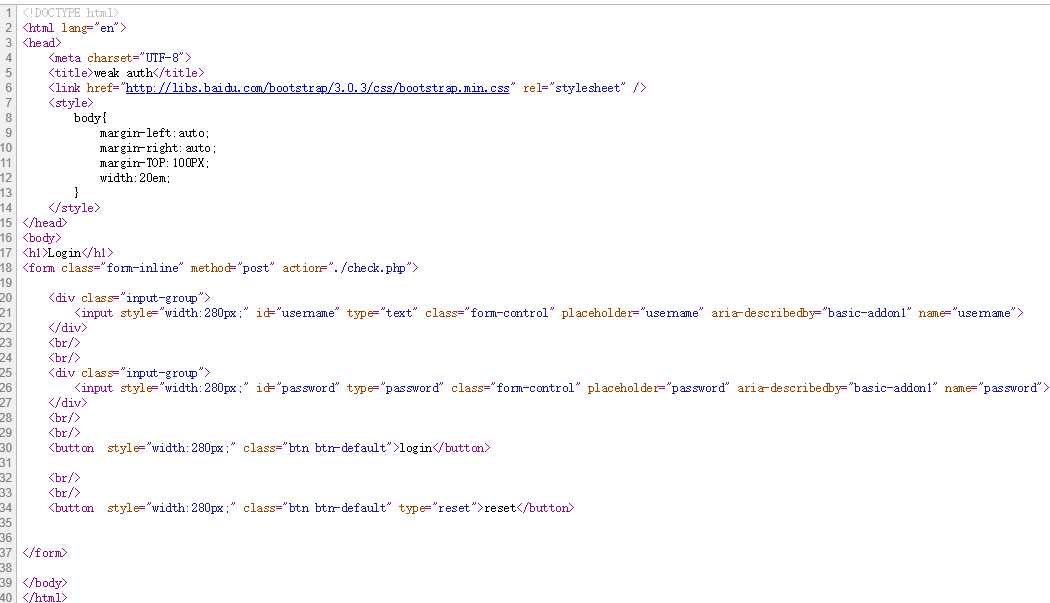 1 <!DOCTYPE html>
2 <html lang="en">
3 <head>
4     <meta charset="UTF-8">
5     <title>weak auth</title>
6     <link href="http://libs.baidu.com/bootstrap/3.0.3/css/bootstrap.min.css" rel="stylesheet" />
7     <style>
8         body{
9             margin-left:auto;
10             margin-right:auto;
11             margin-TOP:100PX;
12             width:20em;
13         }
14     </style>
15 </head>
16 <body>
17 <h1>Login</h1>
18 <form class="form-inline" method="post" action="./check.php">
19
20     <div class="input-group">
21         <input style="width:280px;" id="username" type="text" class="form-control" placeholder="username" aria-describedby="basic-addon1" name="username">
22     </div>
23     <br/>
24     <br/>
25     <div class="input-group">
26         <input style="width:280px;" id="password" type="password" class="form-control" placeholder="password" aria-describedby="basic-addon1" name="password">
27     </div>
28     <br/>
29     <br/>
30     <button  style="width:280px;" class="btn btn-default">login</button>
31
32     <br/>
33     <br/>
34     <button  style="width:280px;" class="btn btn-default" type="reset">reset</button>
35
36
37 </form>
38
39 </body>
40 </html>